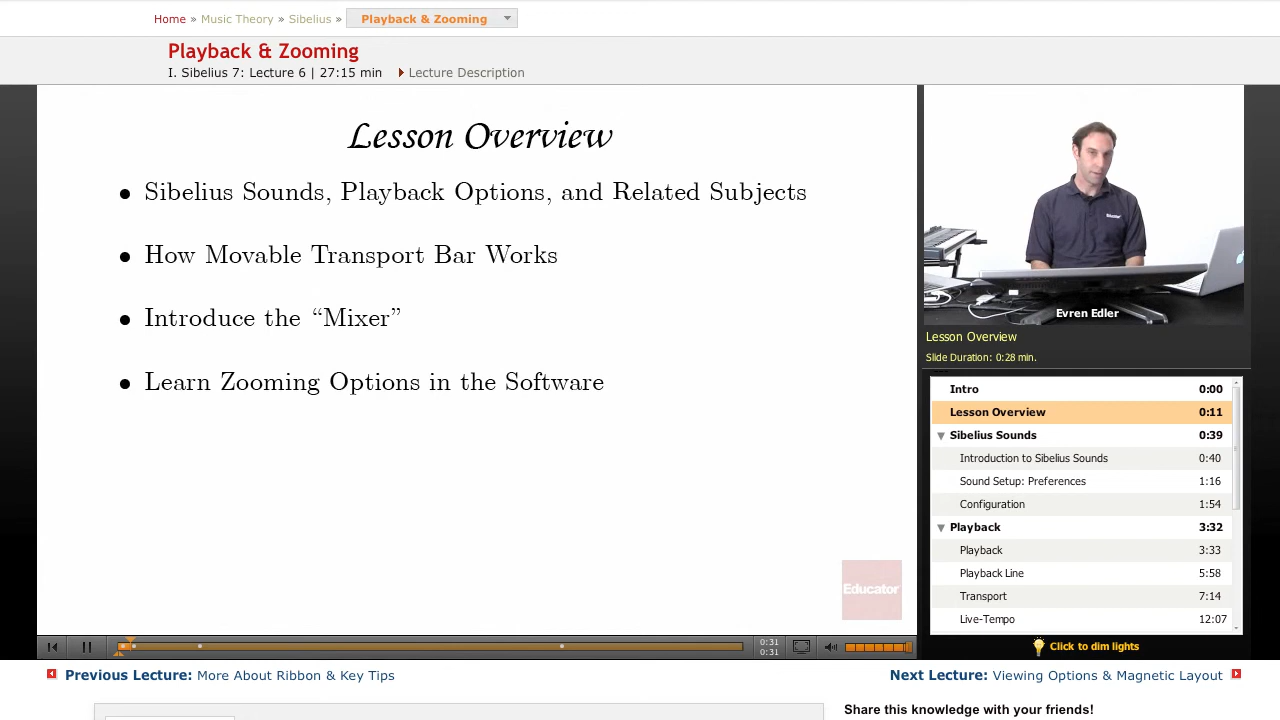 Home » Music Theory » Sibelius » Playback & Zooming
Playback & Zooming
I. Sibelius 7: Lecture 6 | 27:15 min Lecture Description
Lesson Overview
• Sibelius Sounds, Playback Options, and Related Subjects
• How Movable Transport Bar Works
• Introduce the “Mixer”
• Learn Zooming Options in the Software
Educator
0:31
0:31
Educator
Evren Edler
Lesson Overview
Slide Duration: 0:28 min.
Intro 0:00
Lesson Overview 0:11
Sibelius Sounds 0:39
Introduction to Sibelius Sounds 0:40
Sound Setup: Preferences 1:16
Configuration 1:54
Playback 3:32
Playback 3:33
Playback Line 5:58
Transport 7:14
Live-Tempo 12:07
Click to dim lights
Previous Lecture: More About Ribbon & Key Tips
Next Lecture: Viewing Options & Magnetic Layout
Share this knowledge with your friends!